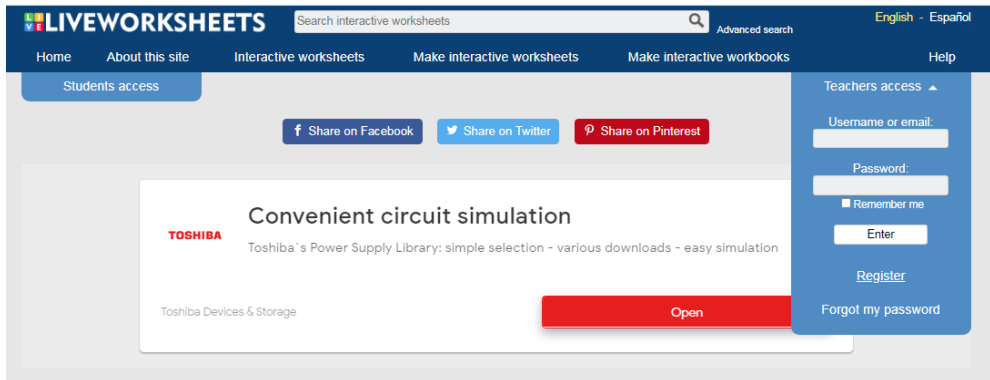 LIVE LIVEWORKSHEETS
Search interactive worksheets
Advanced search
English - Español
Home About this site Interactive worksheets Make interactive worksheets Make interactive workbooks Help
Students access
Teachers access
f Share on Facebook Share on Twitter Share on Pinterest
Username or email:
Password:
Remember me
Enter
Register
Forgot my password
TOSHIBA
Convenient circuit simulation
Toshiba`s Power Supply Library: simple selection - various downloads - easy simulation
Toshiba Devices & Storage
Open